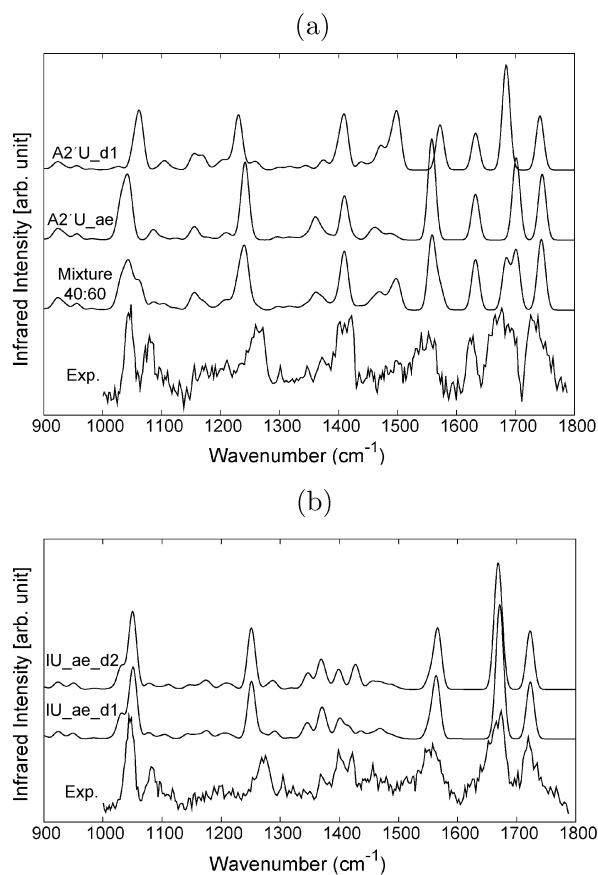 (a)
Infrared Intensity [arb. unit]
A2´U_d1
A2´U_ae
Mixture
40:60
Exp.
900 1000 1100 1200 1300 1400 1500 1600 1700 1800
Wavenumber (cm-1)
(b)
Infrared Intensity [arb. unit]
IU_ae_d2
IU_ae_d1
Exp.
900 1000 1100 1200 1300 1400 1500 1600 1700 1800
Wavenumber (cm-1)